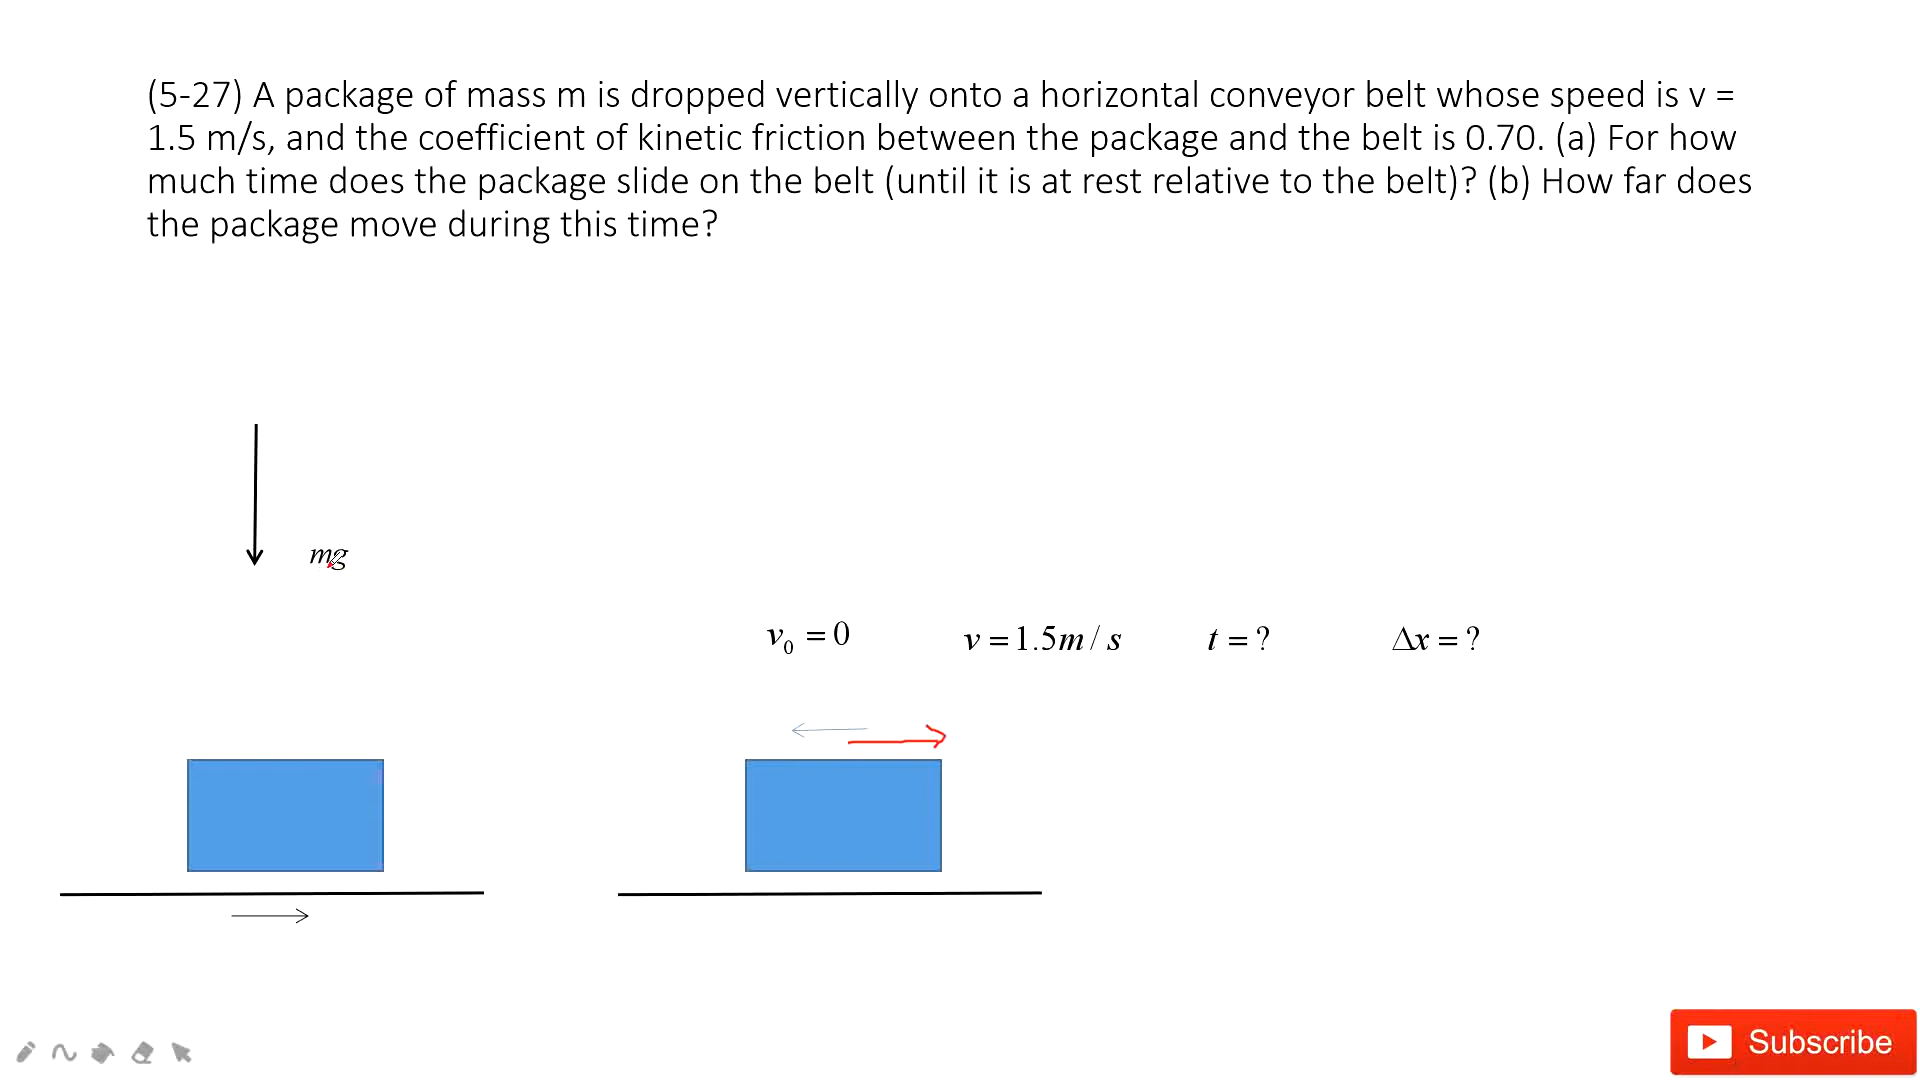 (5-27) A package of mass m is dropped vertically onto a horizontal conveyor belt whose speed is v =
1.5 m/s, and the coefficient of kinetic friction between the package and the belt is 0.70. (a) For how
much time does the package slide on the belt (until it is at rest relative to the belt)? (b) How far does
the package move during this time?
mg
v₀ = 0
v = 1.5m / s
t = ?
Δx = ?
Subscribe